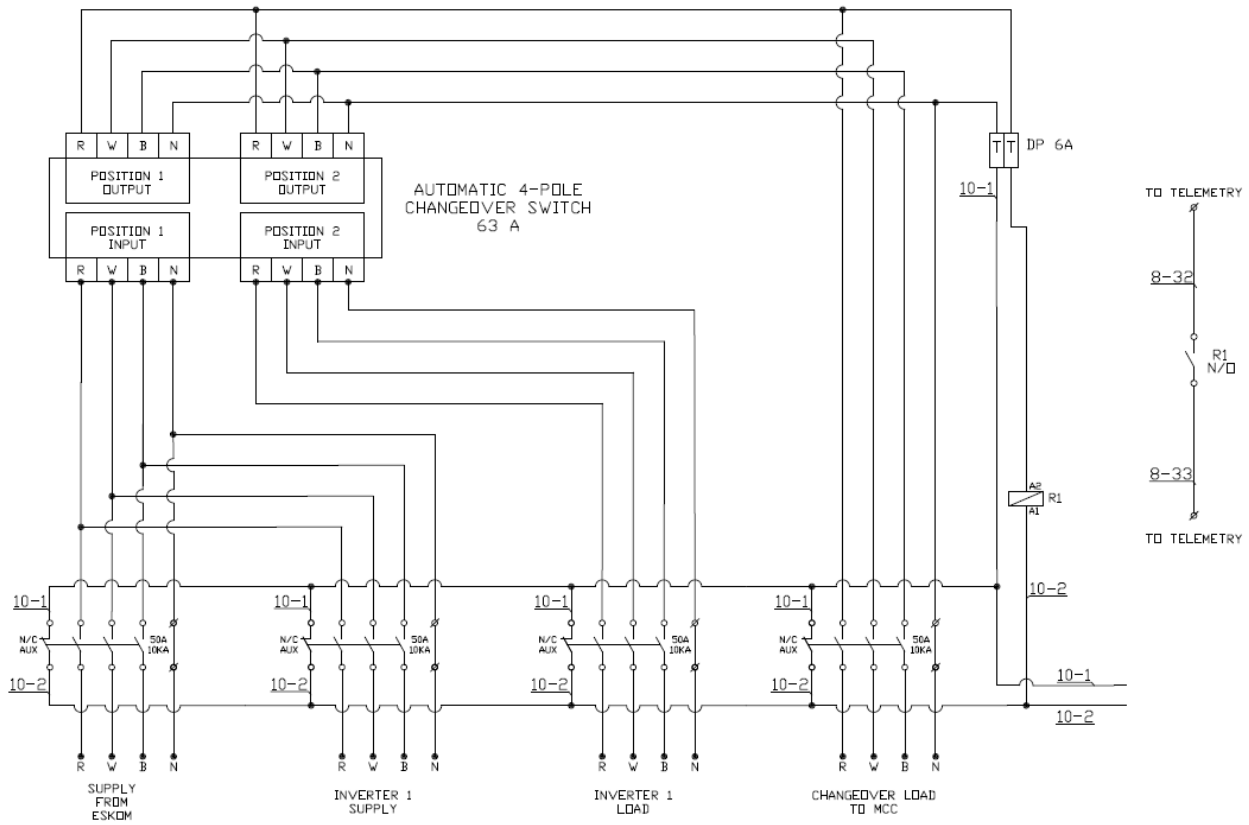 R W B N
R W B N
DP 6A
POSITION 1
OUTPUT
POSITION 2
OUTPUT
AUTOMATIC 4-POLE
CHANGEOVER SWITCH
63 A
POSITION 1
INPUT
POSITION 2
INPUT
R W B N
R W B N
10-1
TO TELEMETRY
8-32
R1
N/O
8-33
TO TELEMETRY
A2
R1
A1
10-2
10-1
N/C
AUX
50A
10KA
10-2
10-1
N/C
AUX
50A
10KA
10-2
10-1
N/C
AUX
50A
10KA
10-2
10-1
N/C
AUX
50A
10KA
10-2
10-1
10-2
R W B N
SUPPLY
FROM
ESKOM
R W B N
INVERTER 1
SUPPLY
R W B N
INVERTER 1
LOAD
R W B N
CHANGEOVER LOAD
TO MCC